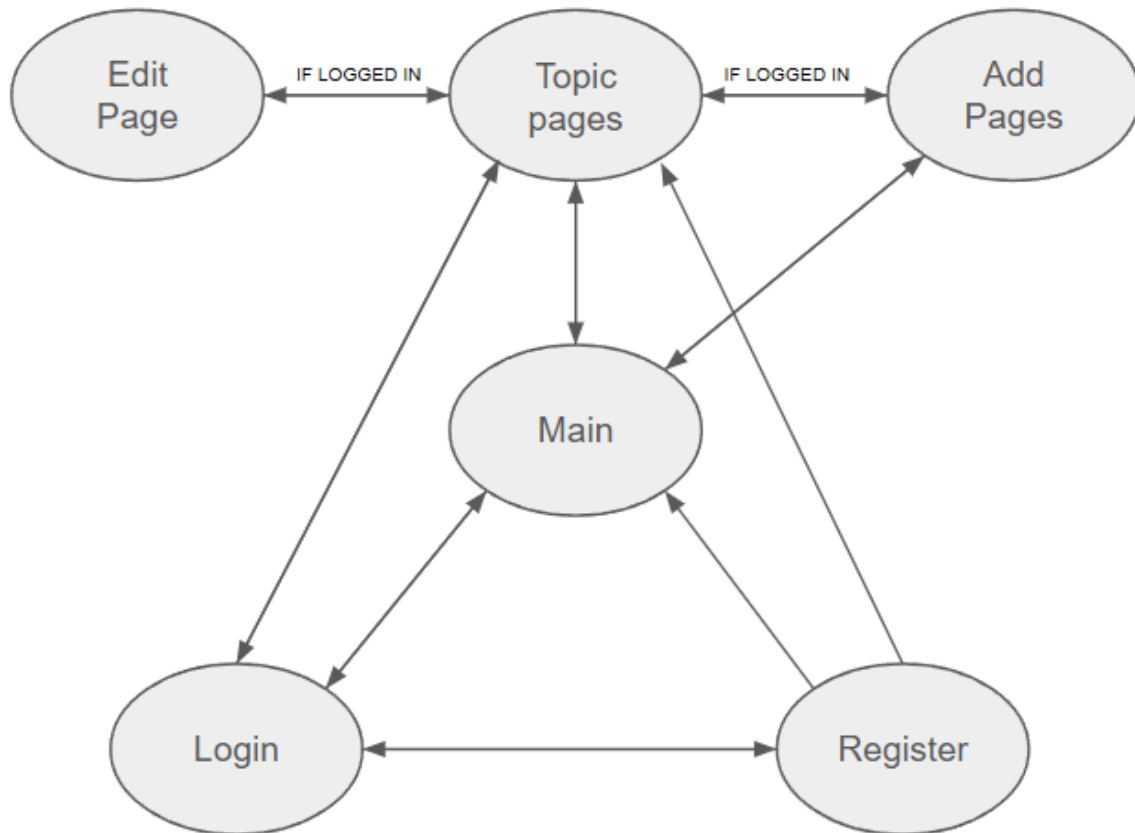 Edit
Page
IF LOGGED IN
Topic
pages
IF LOGGED IN
Add
Pages
Main
Login
Register